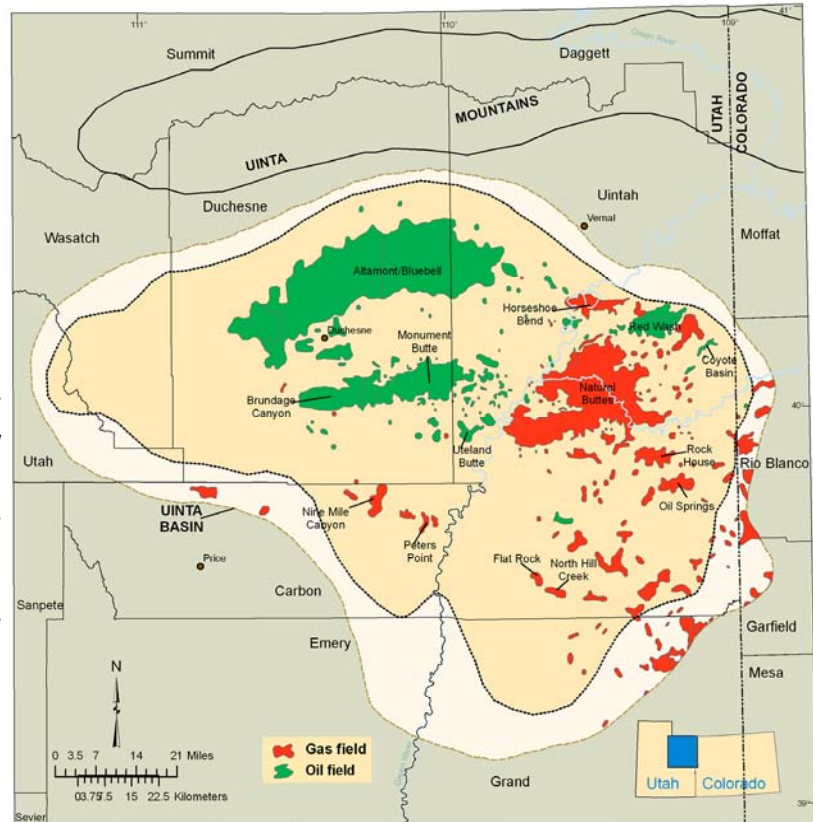 111°
110°
109°
41°
Summit
Daggett
Green River
MOUNTAINS
UINTA
UTAH
COLORADO
Uintah
Duchesne
Vernal
Wasatch
Moffat
Altamont/Bluebell
Horseshoe
Bend
Red Wash
Duchesne
Monument
Butte
Coyote
Basin
Natural
Buttes
Brundage
Canyon
40°
Uteland
Butte
Rock
House
Rio Blanco
Utah
Oil Springs
UINTA
BASIN
Nine Mile
Canyon
Peters
Point
Price
Flat Rock
North Hill
Creek
Carbon
Sanpete
Emery
Garfield
Mesa
N
0 3.5 7 14 21 Miles
0 3.75 7.5 15 22.5 Kilometers
Gas field
Oil field
Green River
Grand
Utah
Colorado
Sevier
39°